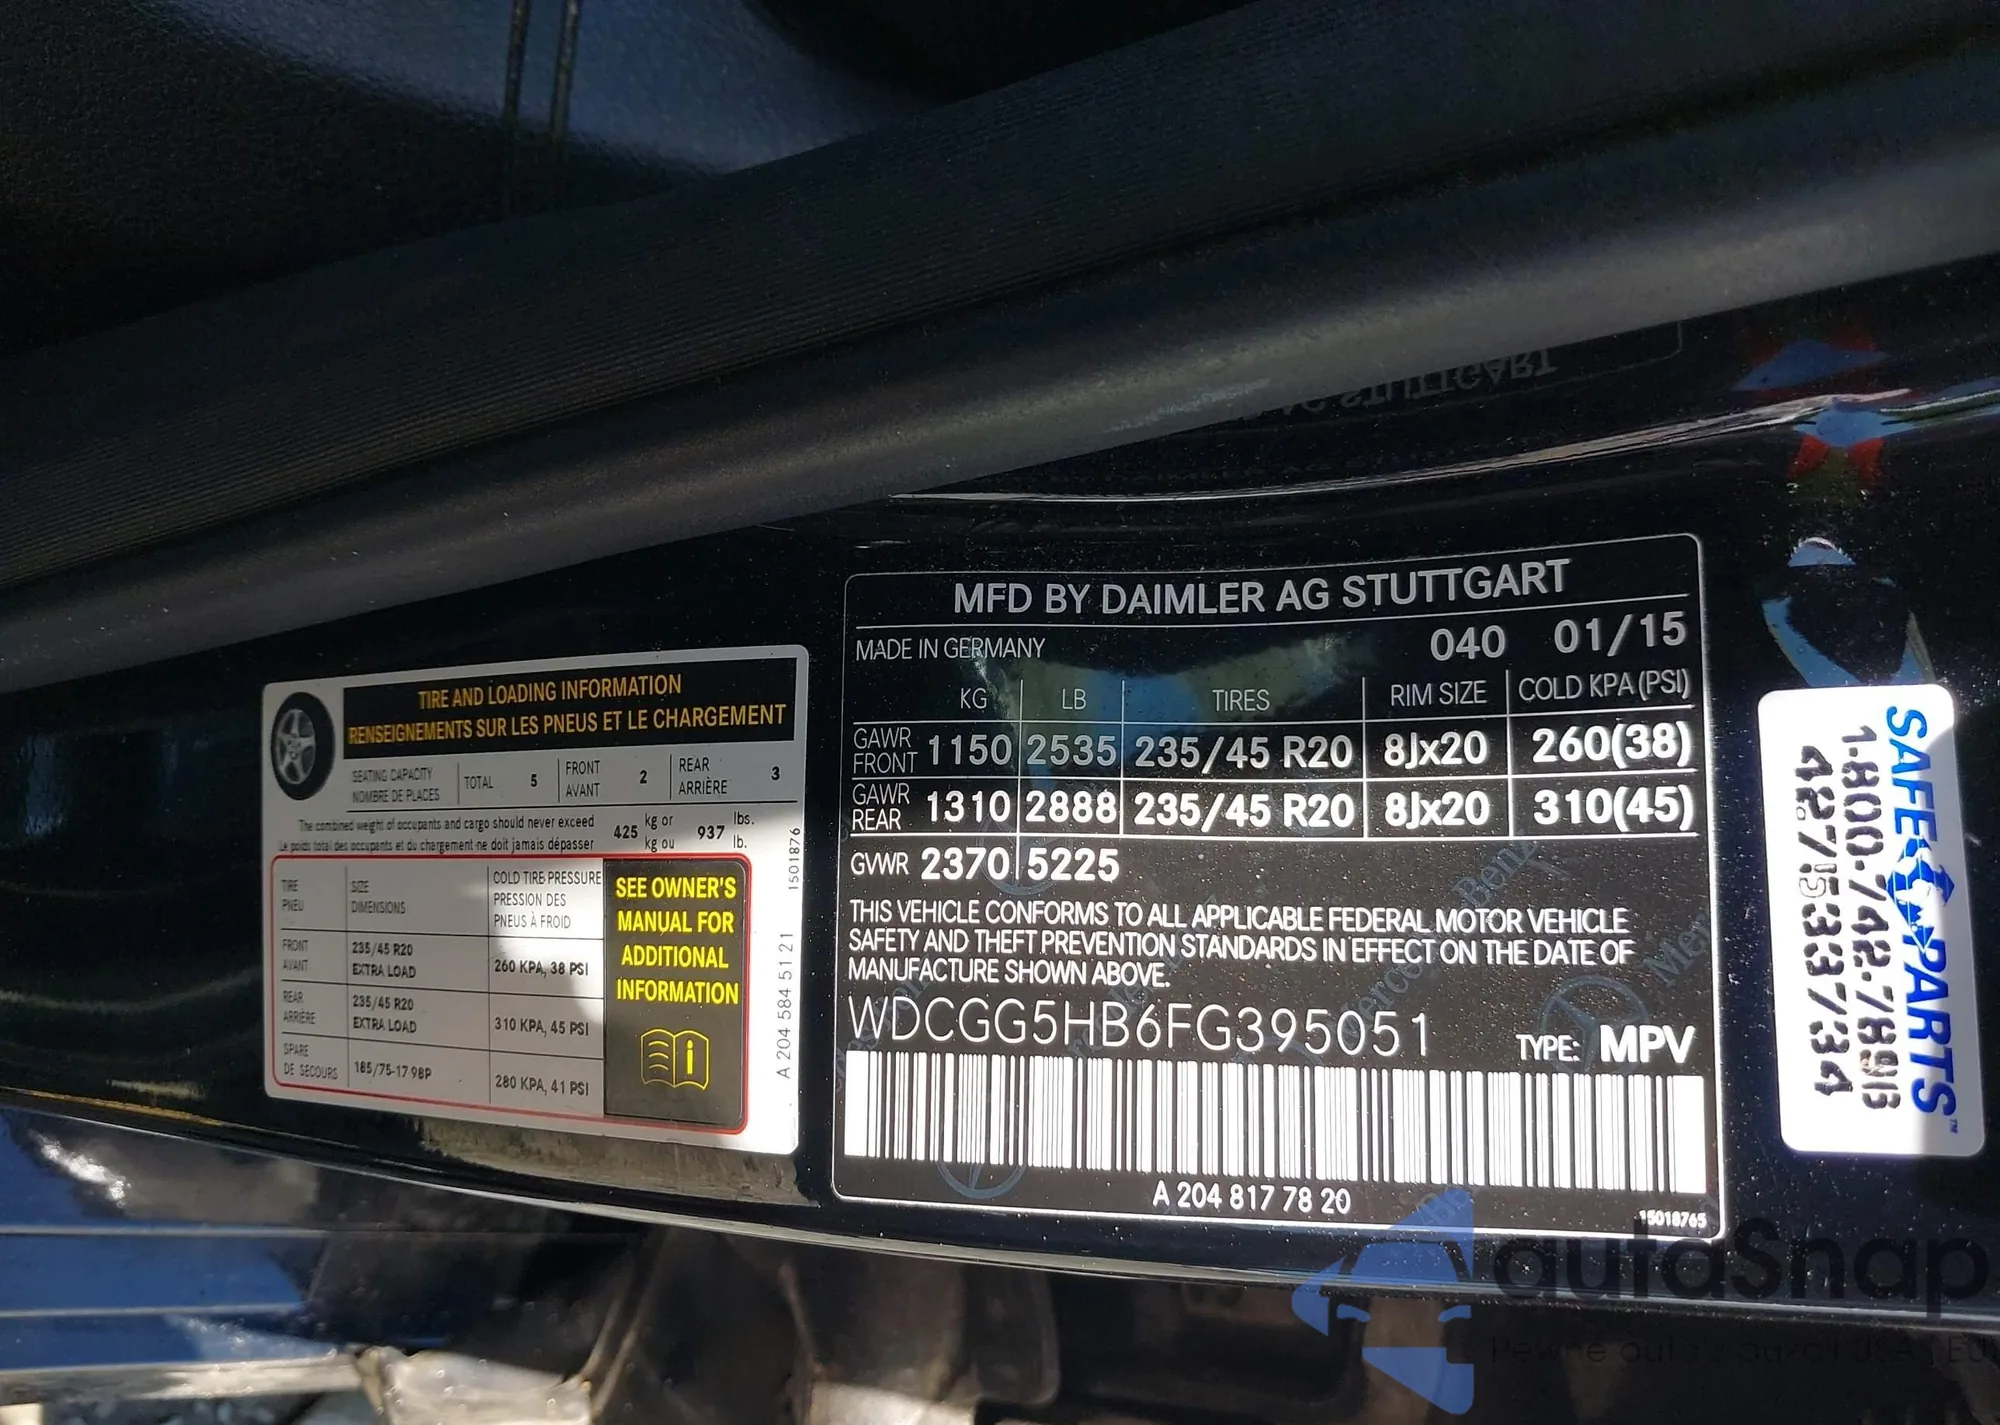 TIRE AND LOADING INFORMATION
RENSEIGNEMENTS SUR LES PNEUS ET LE CHARGEMENT
SEATING CAPACITY
NOMBRE DE PLACES
TOTAL 5
FRONT
AVANT
2
REAR
ARRIÈRE
3
The combined weight of occupants and cargo should never exceed
Le poids total des occupants et du chargement ne doit jamais dépasser
425 kg or
kg ou
937 lbs.
lb.
TIRE
PNEU
SIZE
DIMENSIONS
COLD TIRE PRESSURE
PRESSION DES
PNEUS À FROID
FRONT
AVANT
235/45 R20
EXTRA LOAD
260 KPA, 38 PSI
REAR
ARRIÈRE
235/45 R20
EXTRA LOAD
310 KPA, 45 PSI
SPARE
DE SECOURS
185/75-17 98P
280 KPA, 41 PSI
SEE OWNER'S
MANUAL FOR
ADDITIONAL
INFORMATION
1501876
A 204 584 51 21
MFD BY DAIMLER AG STUTTGART
MADE IN GERMANY 040 01/15
KG LB TIRES RIM SIZE COLD KPA (PSI)
GAWR
FRONT
1150 2535 235/45 R20 8Jx20 260(38)
GAWR
REAR
1310 2888 235/45 R20 8Jx20 310(45)
GVWR 2370 5225
THIS VEHICLE CONFORMS TO ALL APPLICABLE FEDERAL MOTOR VEHICLE
SAFETY AND THEFT PREVENTION STANDARDS IN EFFECT ON THE DATE OF
MANUFACTURE SHOWN ABOVE.
WDCGG5HB6FG395051 TYPE: MPV
A 204 817 78 20
15018765
SAFE PARTS™
1-800-742-7898
autaSnap